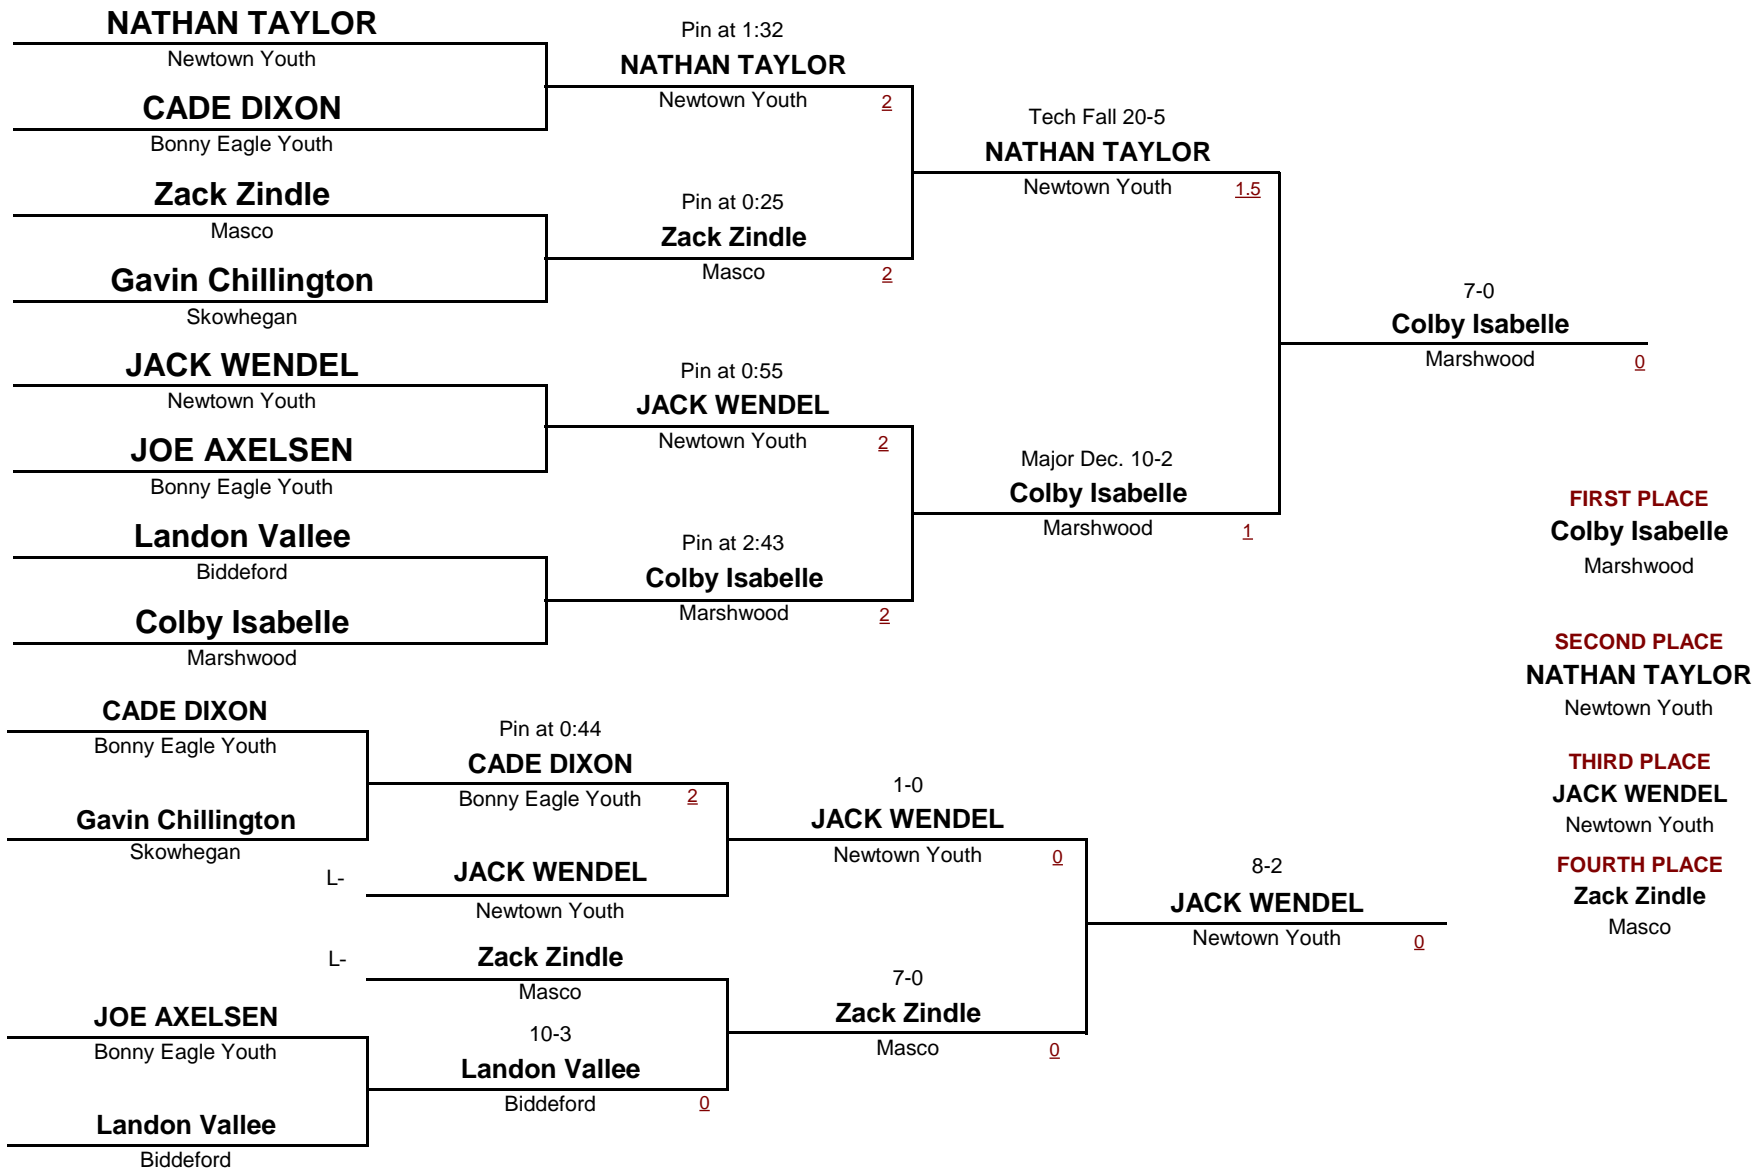 NATHAN TAYLOR
Newtown Youth
CADE DIXON
Bonny Eagle Youth
Zack Zindle
Masco
Gavin Chillington
Skowhegan
JACK WENDEL
Newtown Youth
JOE AXELSEN
Bonny Eagle Youth
Landon Vallee
Biddeford
Colby Isabelle
Marshwood
Pin at 1:32
NATHAN TAYLOR
Newtown Youth 2
Pin at 0:25
Zack Zindle
Masco 2
Pin at 0:55
JACK WENDEL
Newtown Youth 2
Pin at 2:43
Colby Isabelle
Marshwood 2
Tech Fall 20-5
NATHAN TAYLOR
Newtown Youth 1.5
Major Dec. 10-2
Colby Isabelle
Marshwood 1
7-0
Colby Isabelle
Marshwood 0
FIRST PLACE
Colby Isabelle
Marshwood
SECOND PLACE
NATHAN TAYLOR
Newtown Youth
THIRD PLACE
JACK WENDEL
Newtown Youth
FOURTH PLACE
Zack Zindle
Masco
CADE DIXON
Bonny Eagle Youth
Gavin Chillington
Skowhegan
JOE AXELSEN
Bonny Eagle Youth
Landon Vallee
Biddeford
Pin at 0:44
CADE DIXON
Bonny Eagle Youth 2
L- JACK WENDEL
Newtown Youth
L- Zack Zindle
Masco
10-3
Landon Vallee
Biddeford 0
1-0
JACK WENDEL
Newtown Youth 0
7-0
Zack Zindle
Masco 0
8-2
JACK WENDEL
Newtown Youth 0